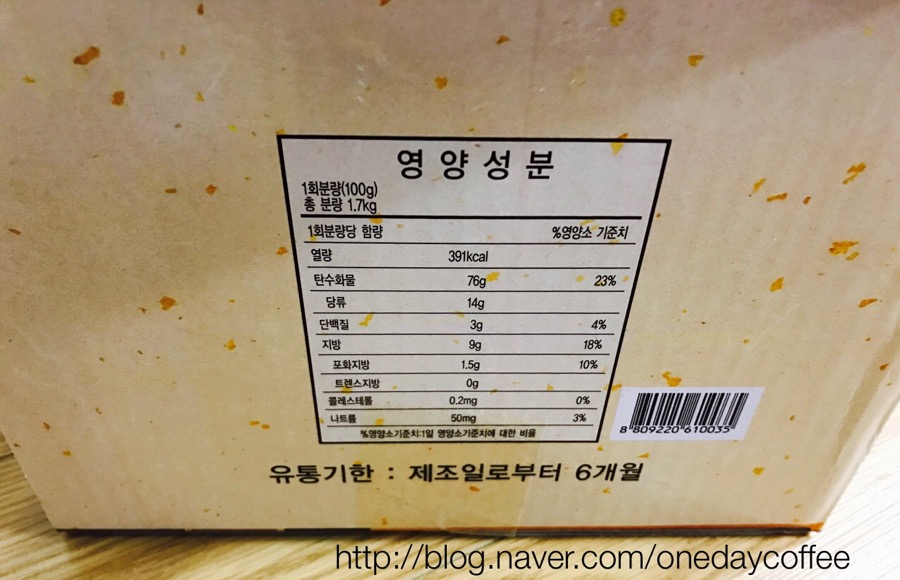 영양성분
1회분량(100g)
총 분량 1.7kg
1회분량당 함량 %영양소 기준치
열량 391kcal
탄수화물 76g 23%
당류 14g
단백질 3g 4%
지방 9g 18%
포화지방 1.5g 10%
트렌스지방 0g
콜레스테롤 0.2mg 0%
나트륨 50mg 3%
%영양소기준치:1일 영양소기준치에 대한 비율
8 809220 610035
유통기한 : 제조일로부터 6개월
http://blog.naver.com/onedaycoffee